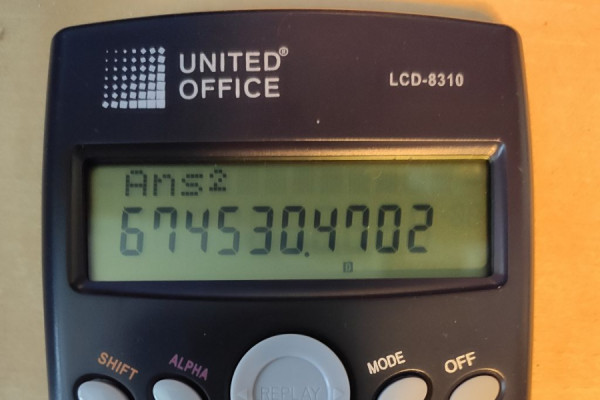 UNITED®
OFFICE
LCD-8310
Ans²
674530.4702
D
SHIFT
ALPHA
REPLAY
MODE
OFF